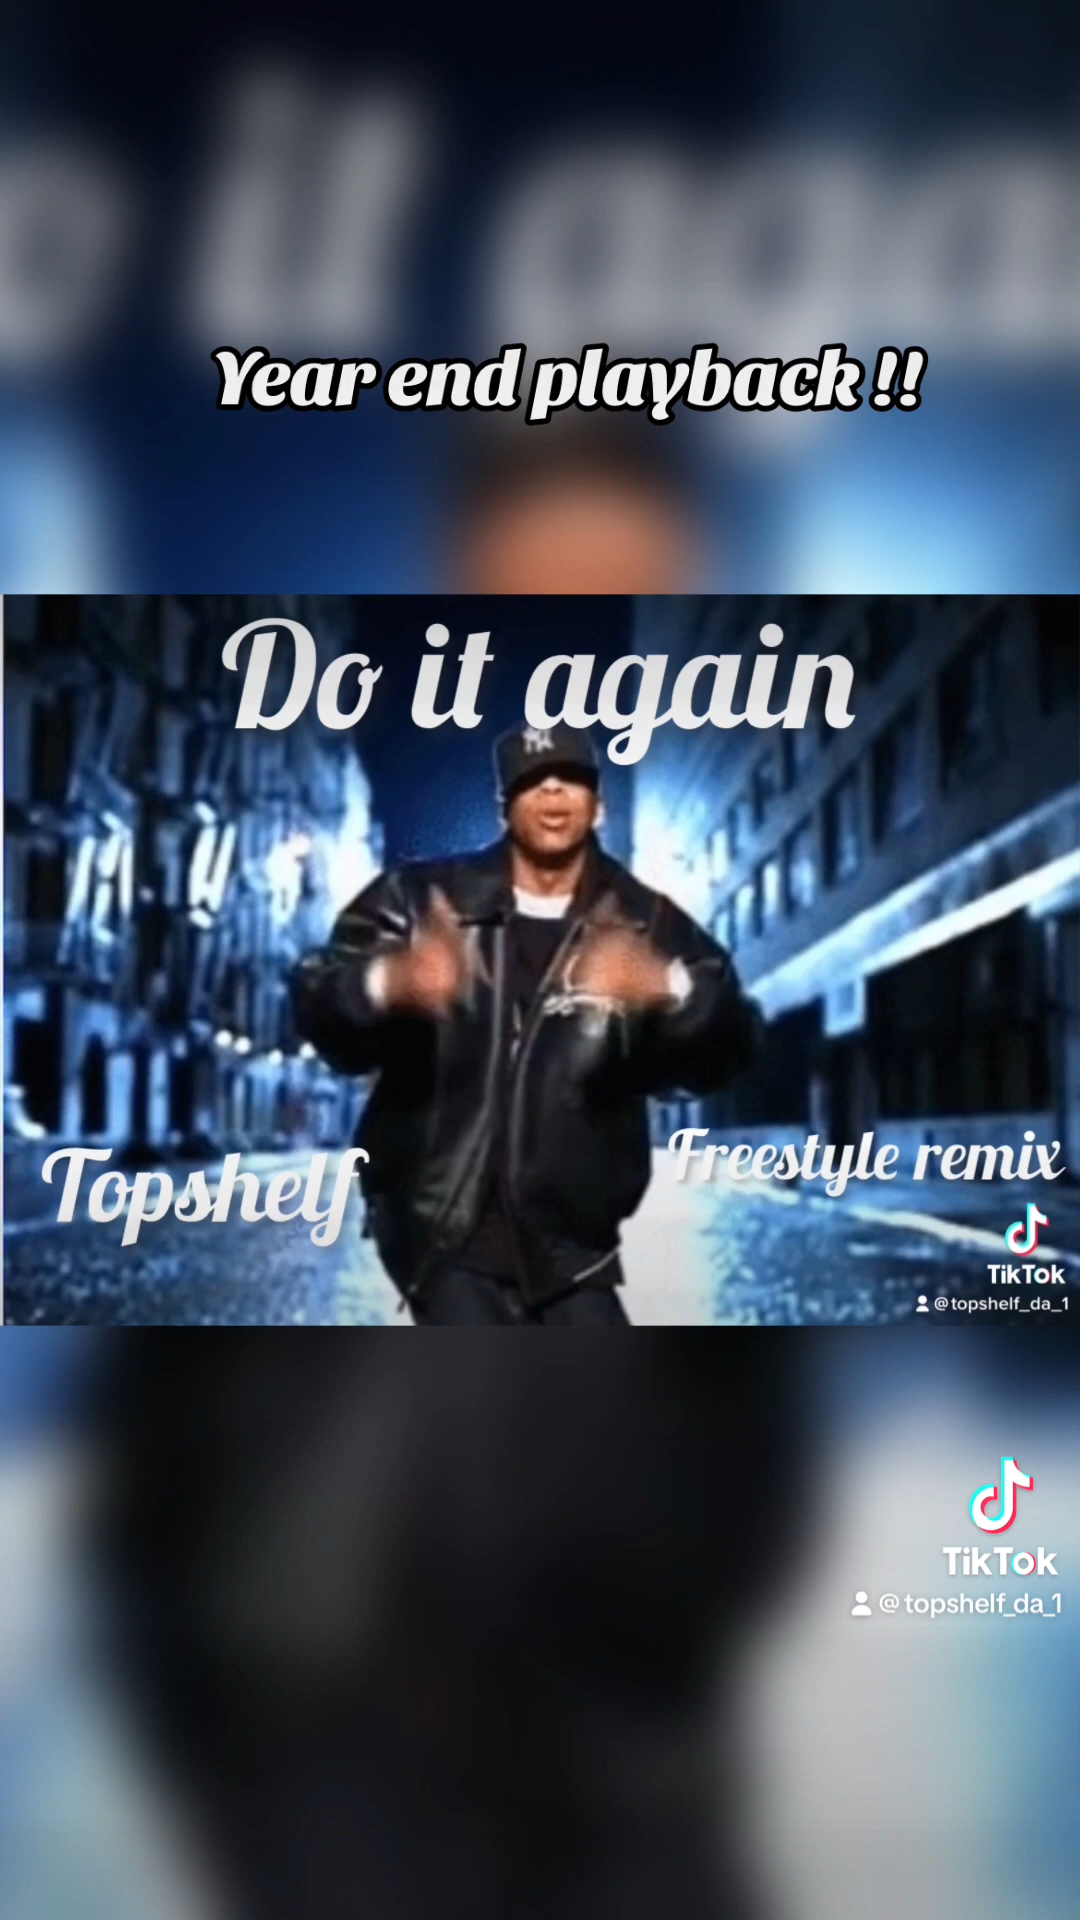 Year end playback !!
Do it again
Topshelf
Freestyle remix
TikTok
@topshelf_da_1
TikTok
@topshelf_da_1